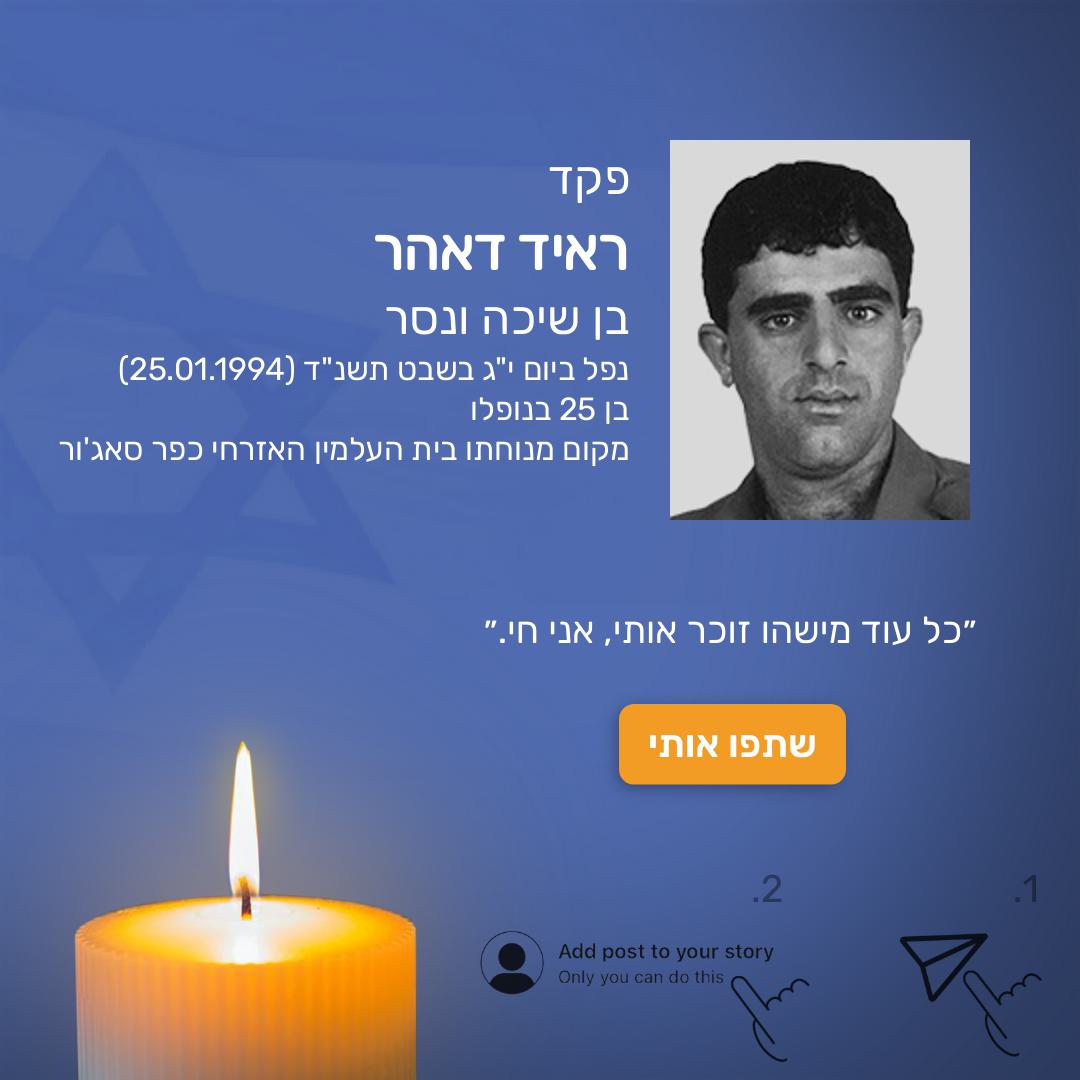 פקד
ראיד דאהר
בן שיכה ונסר
נפל ביום י"ג בשבט תשנ"ד (25.01.1994)
בן 25 בנופלו
מקום מנוחתו בית העלמין האזרחי כפר סאג'ור
״כל עוד מישהו זוכר אותי, אני חי.״
שתפו אותי
1.
2.
Add post to your story
Only you can do this